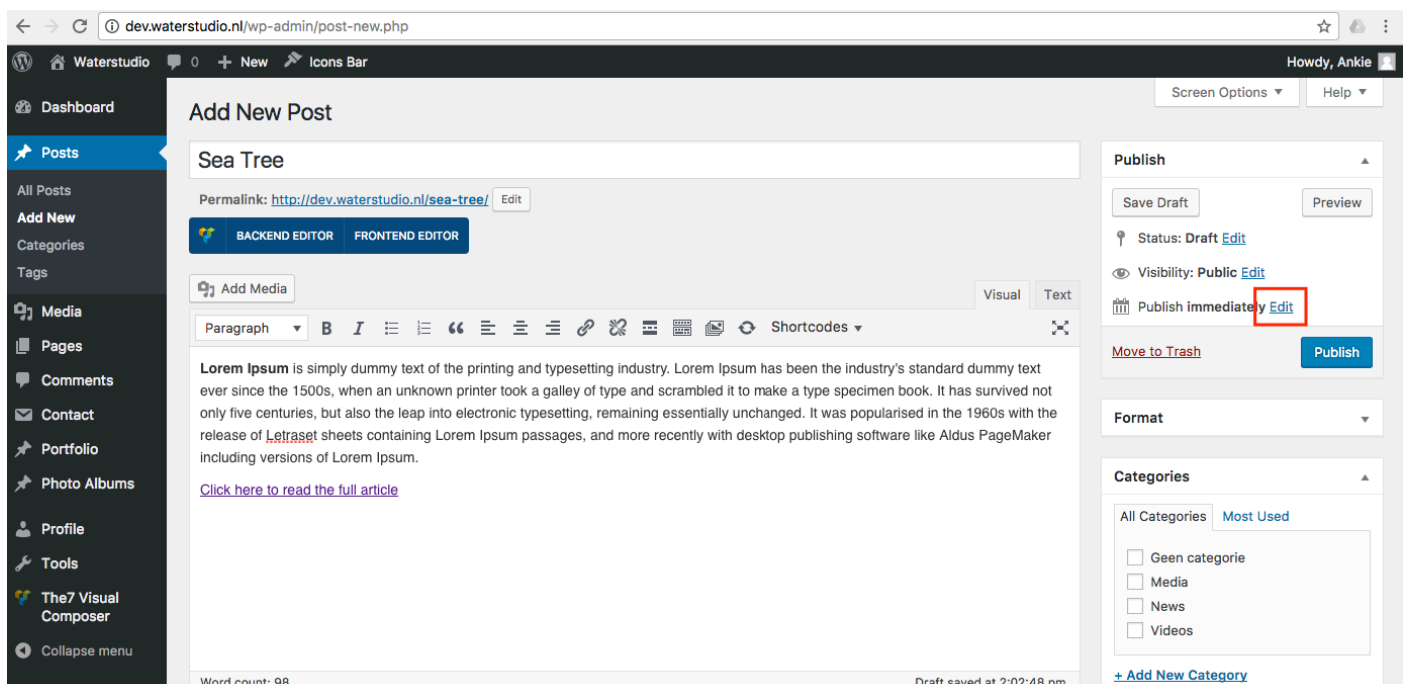 dev.waterstudio.nl/wp-admin/post-new.php
Waterstudio 0 + New Icons Bar Howdy, Ankie
Screen Options Help
Dashboard
Posts
All Posts
Add New
Categories
Tags
Media
Pages
Comments
Contact
Portfolio
Photo Albums
Profile
Tools
The7 Visual
Composer
Collapse menu
Add New Post
Sea Tree
Permalink: http://dev.waterstudio.nl/sea-tree/ Edit
BACKEND EDITOR FRONTEND EDITOR
Add Media
Visual Text
Paragraph B I Shortcodes
Lorem Ipsum is simply dummy text of the printing and typesetting industry. Lorem Ipsum has been the industry's standard dummy text
ever since the 1500s, when an unknown printer took a galley of type and scrambled it to make a type specimen book. It has survived not
only five centuries, but also the leap into electronic typesetting, remaining essentially unchanged. It was popularised in the 1960s with the
release of Letraset sheets containing Lorem Ipsum passages, and more recently with desktop publishing software like Aldus PageMaker
including versions of Lorem Ipsum.
Click here to read the full article
Word count: 98 Draft saved at 2:02:48 pm
Publish
Save Draft Preview
Status: Draft Edit
Visibility: Public Edit
Publish immediately Edit
Move to Trash Publish
Format
Categories
All Categories Most Used
Geen categorie
Media
News
Videos
+ Add New Category